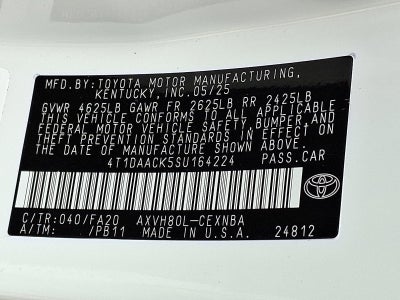 MFD.BY:TOYOTA MOTOR MANUFACTURING,
KENTUCKY,INC.05/25
GVWR 4625LB GAWR FR 2625LB RR 2425LB
THIS VEHICLE CONFORMS TO ALL APPLICABLE
FEDERAL MOTOR VEHICLE SAFETY,BUMPER,AND
THEFT PREVENTION STANDARDS IN EFFECT ON
THE DATE OF MANUFACTURE SHOWN ABOVE.
4T1DAACK5SU164224 PASS.CAR
C/TR:040/FA20 AXVH80L-CEXNBA
A/TM: /PB11 MADE IN U.S.A. 24812
TOYOTA